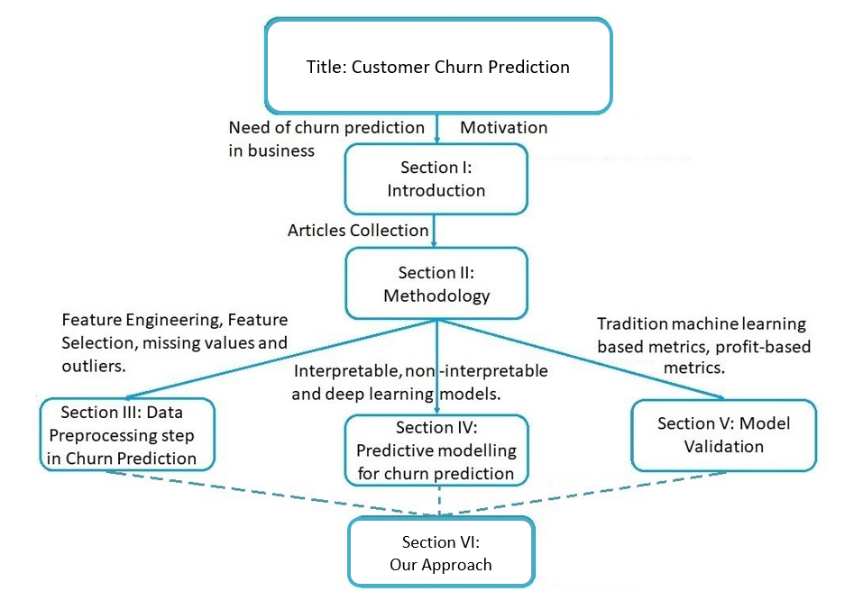 Title: Customer Churn Prediction
Need of churn prediction
in business
Motivation
Section I:
Introduction
Articles Collection
Section II:
Methodology
Feature Engineering, Feature
Selection, missing values and
outliers.
Interpretable, non-interpretable
and deep learning models.
Tradition machine learning
based metrics, profit-based
metrics.
Section III: Data
Preprocessing step
in Churn Prediction
Section IV:
Predictive modelling
for churn prediction
Section V: Model
Validation
Section VI:
Our Approach